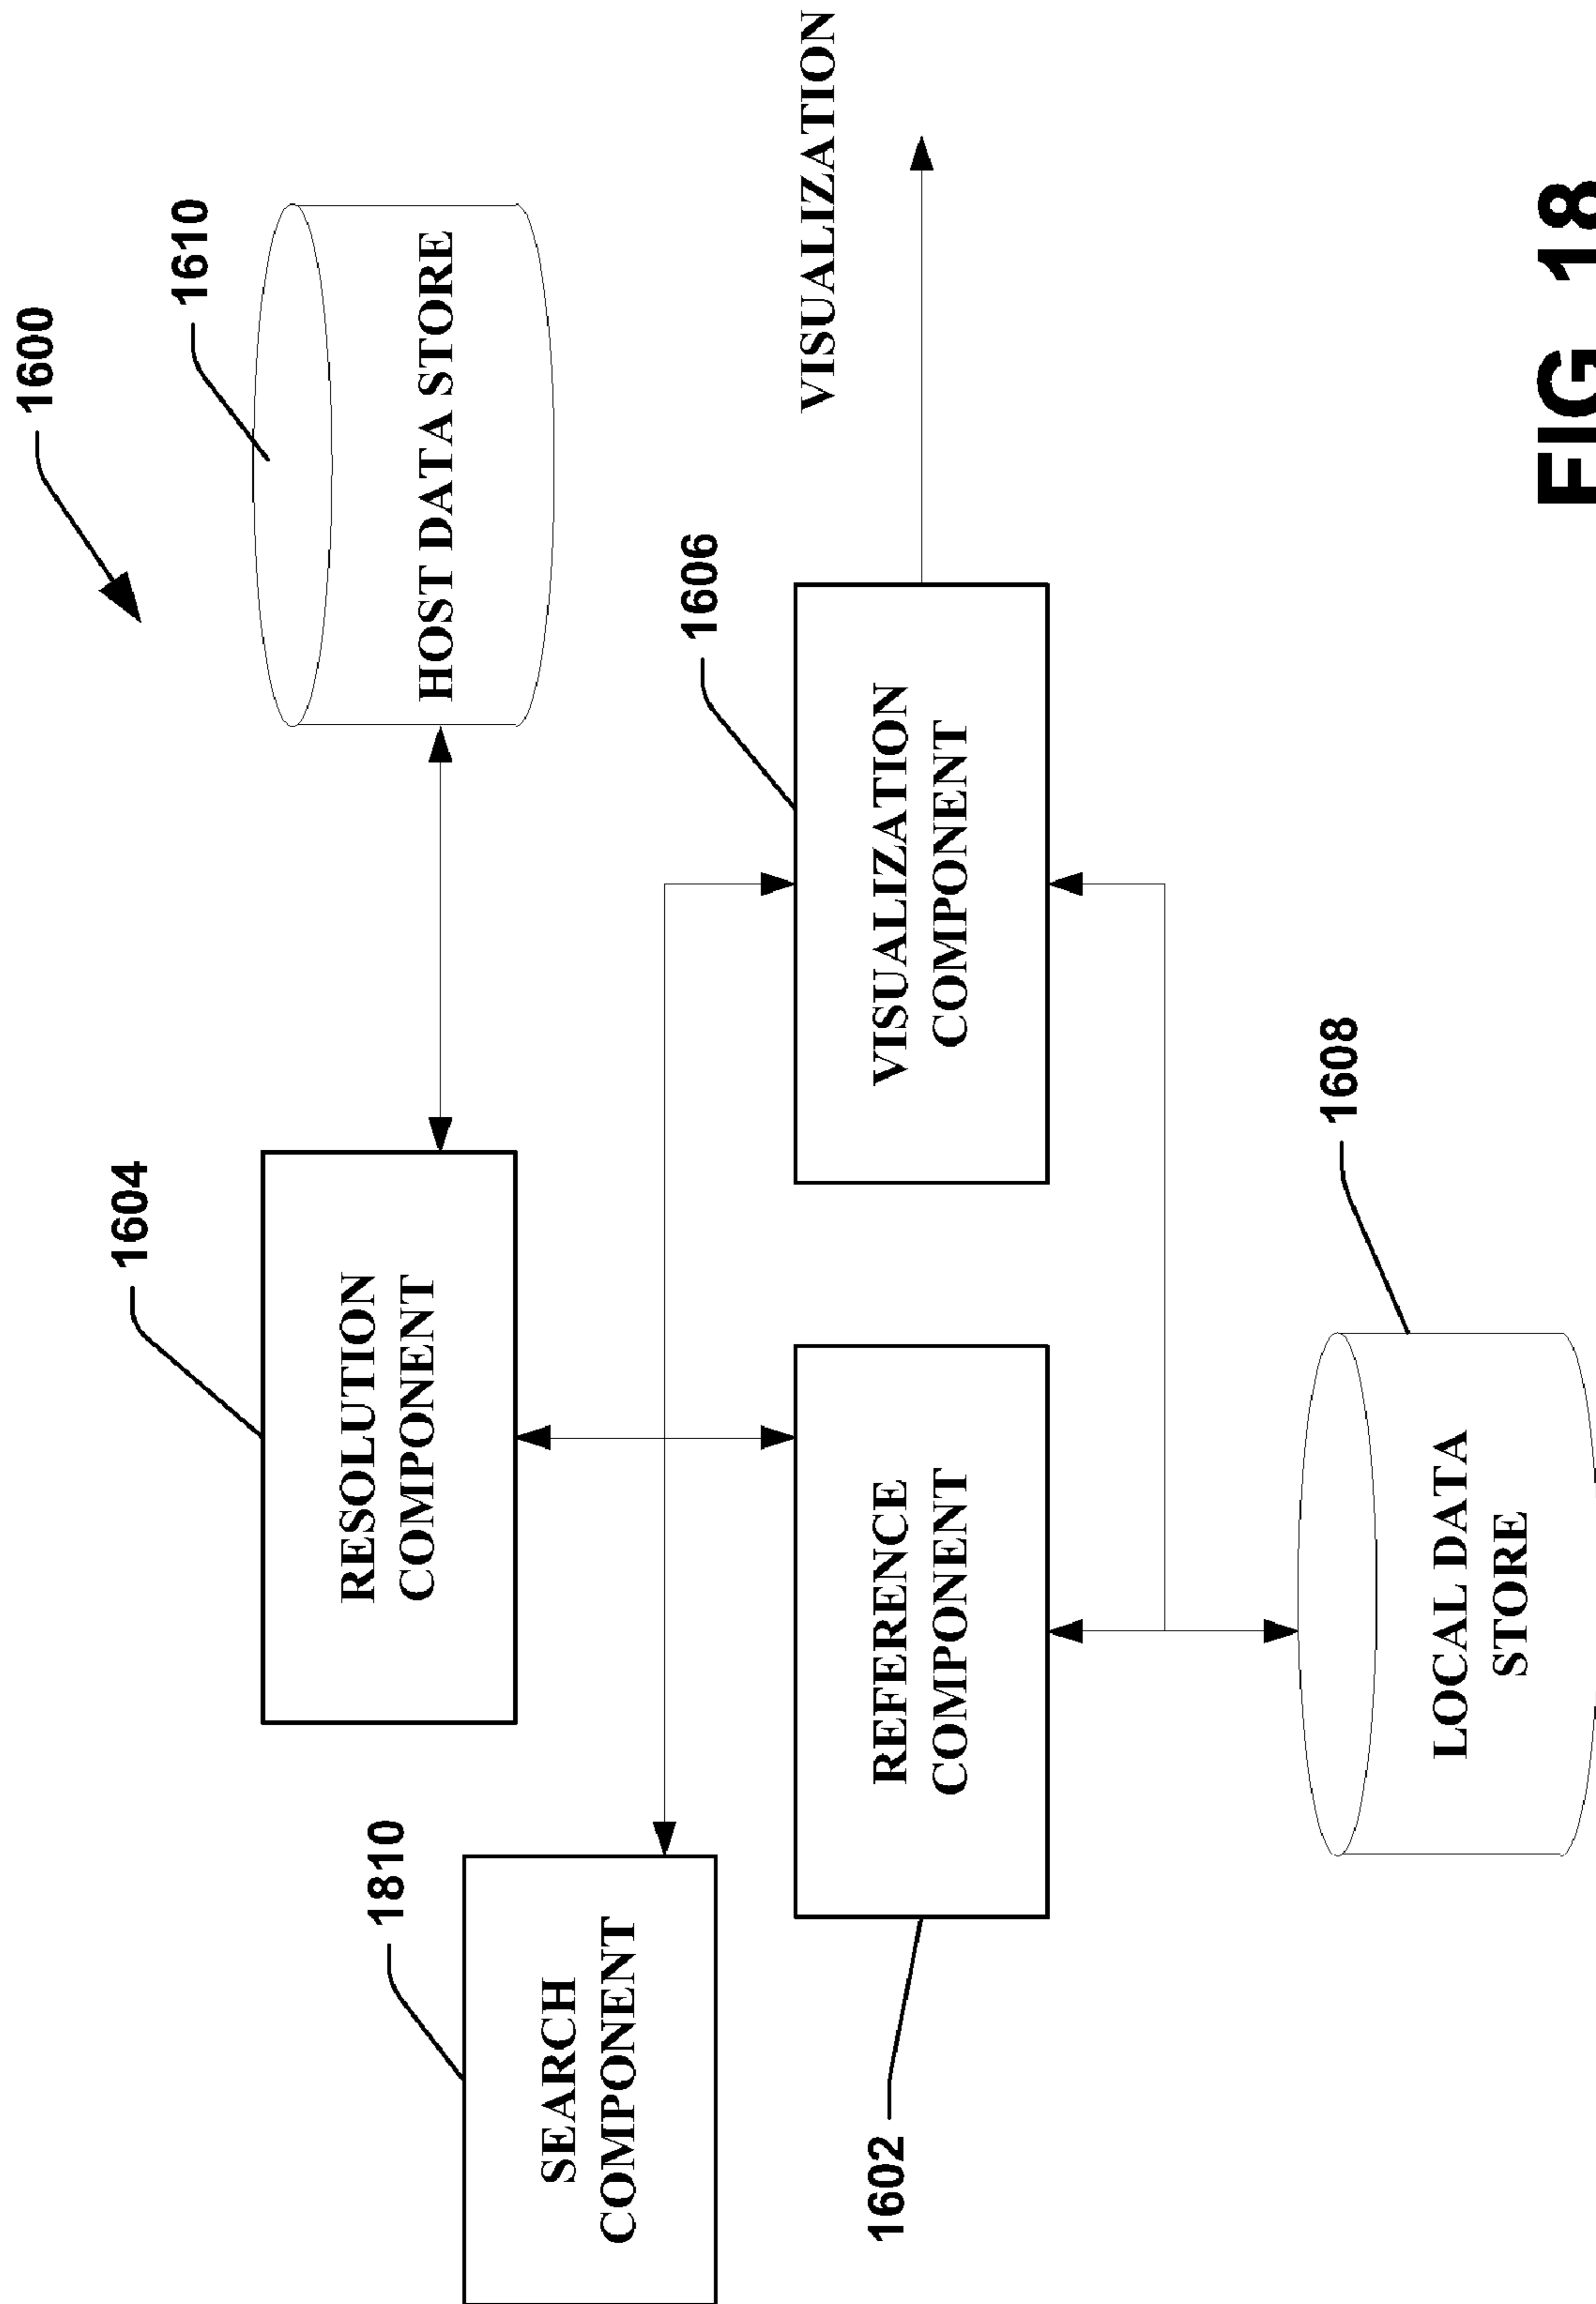 1600
1604
1610
RESOLUTION
COMPONENT
HOST DATA STORE
1810
SEARCH
COMPONENT
1606
VISUALIZATION
1602
REFERENCE
COMPONENT
VISUALIZATION
COMPONENT
1608
LOCAL DATA
STORE
FIG. 18